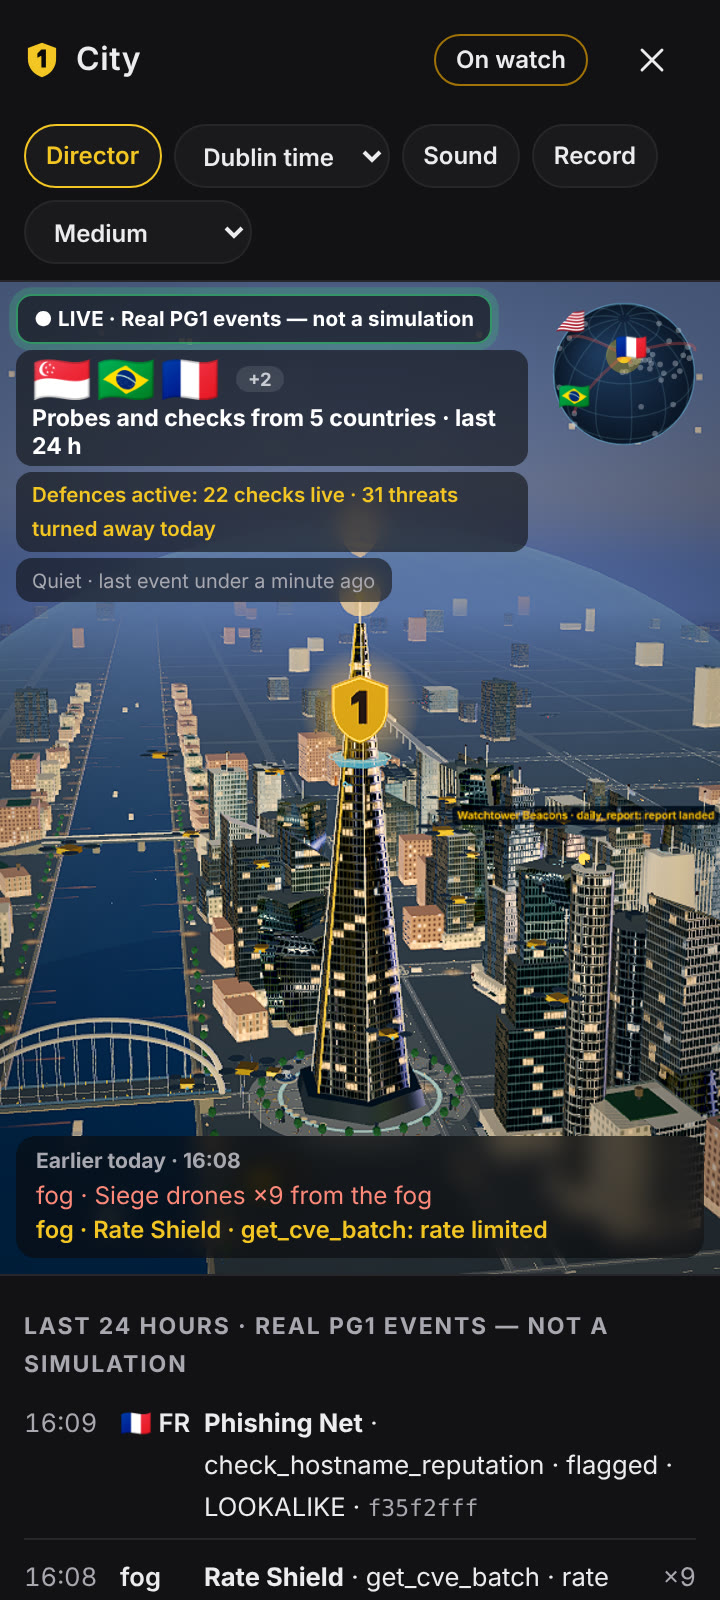 1 City
On watch
Director
Dublin time
Sound
Record
Medium
LIVE · Real PG1 events — not a simulation
+2
Probes and checks from 5 countries · last
24 h
Defences active: 22 checks live · 31 threats
turned away today
Quiet · last event under a minute ago
1
Watchtower Beacons · daily_report: report landed
Earlier today · 16:08
fog · Siege drones ×9 from the fog
fog · Rate Shield · get_cve_batch: rate limited
LAST 24 HOURS · REAL PG1 EVENTS — NOT A
SIMULATION
16:09 FR Phishing Net ·
check_hostname_reputation · flagged ·
LOOKALIKE · f35f2fff
16:08 fog Rate Shield · get_cve_batch · rate ×9